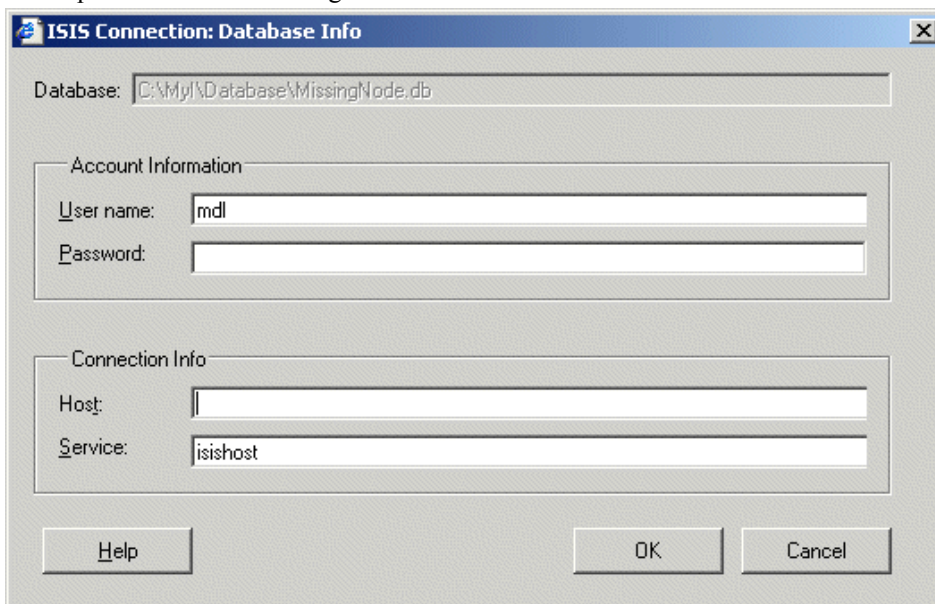 ISIS Connection: Database Info
Database: C:\MyI\Database\MissingNode.db
Account Information
User name: mdl
Password:
Connection Info
Host:
Service: isishost
Help OK Cancel